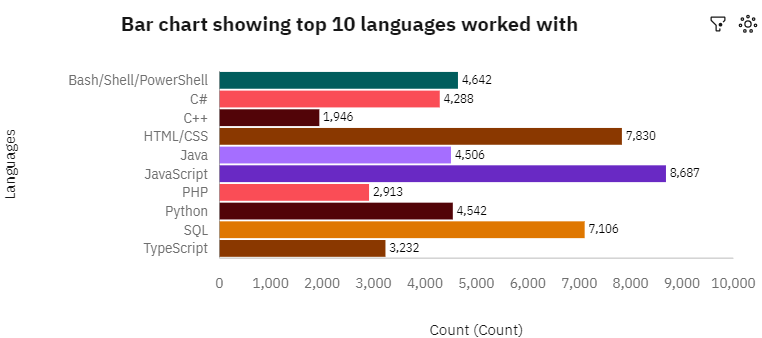 Bar chart showing top 10 languages worked with
Languages
Bash/Shell/PowerShell 4,642
C# 4,288
C++ 1,946
HTML/CSS 7,830
Java 4,506
JavaScript 8,687
PHP 2,913
Python 4,542
SQL 7,106
TypeScript 3,232
0 1,000 2,000 3,000 4,000 5,000 6,000 7,000 8,000 9,000 10,000
Count (Count)